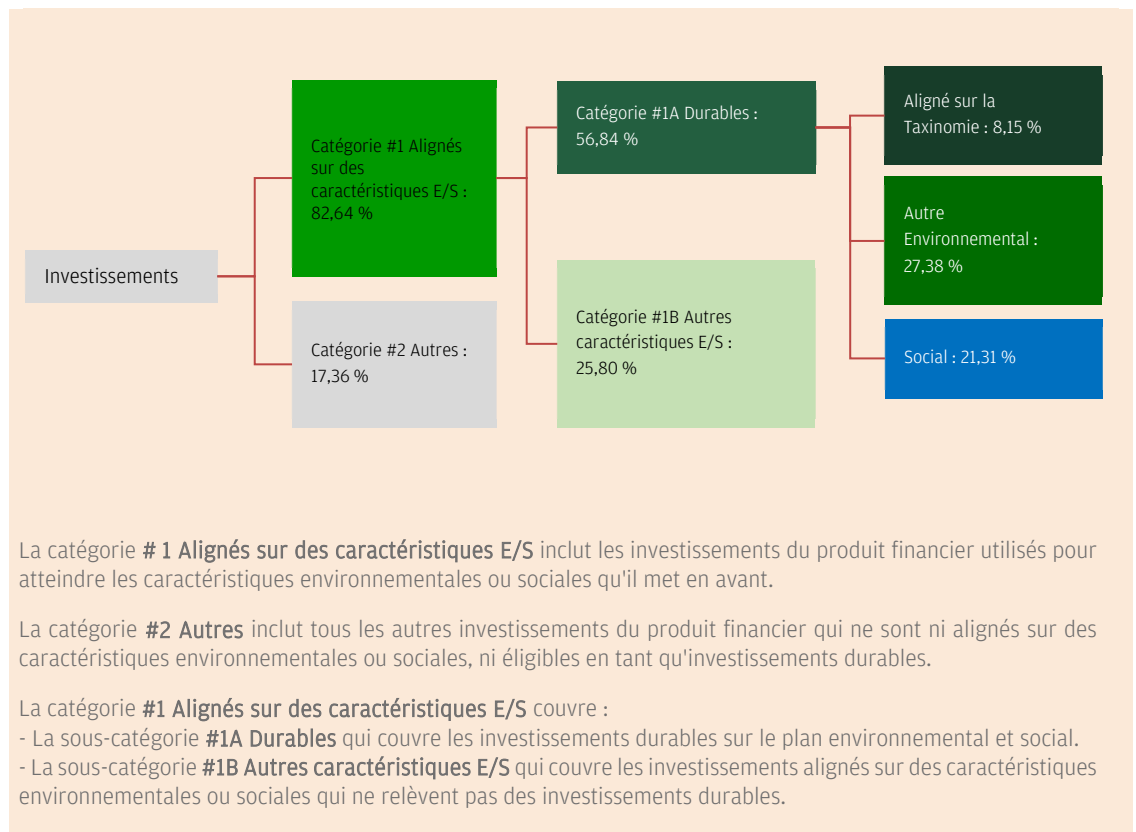 Investissements
Catégorie #1 Alignés
sur des
caractéristiques E/S :
82,64 %
Catégorie #2 Autres :
17,36 %
Catégorie #1A Durables :
56,84 %
Catégorie #1B Autres
caractéristiques E/S :
25,80 %
Aligné sur la
Taxinomie : 8,15 %
Autre
Environnemental :
27,38 %
Social : 21,31 %
La catégorie # 1 Alignés sur des caractéristiques E/S inclut les investissements du produit financier utilisés pour
atteindre les caractéristiques environnementales ou sociales qu'il met en avant.
La catégorie #2 Autres inclut tous les autres investissements du produit financier qui ne sont ni alignés sur des
caractéristiques environnementales ou sociales, ni éligibles en tant qu'investissements durables.
La catégorie #1 Alignés sur des caractéristiques E/S couvre :
- La sous-catégorie #1A Durables qui couvre les investissements durables sur le plan environnemental et social.
- La sous-catégorie #1B Autres caractéristiques E/S qui couvre les investissements alignés sur des caractéristiques
environnementales ou sociales qui ne relèvent pas des investissements durables.